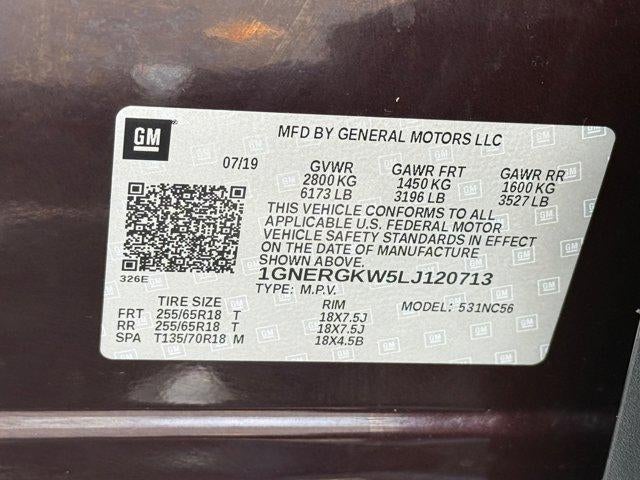 GM
MFD BY GENERAL MOTORS LLC
07/19 GVWR GAWR FRT GAWR RR
2800 KG 1450 KG 1600 KG
6173 LB 3196 LB 3527 LB
THIS VEHICLE CONFORMS TO ALL
APPLICABLE U.S. FEDERAL MOTOR
VEHICLE SAFETY STANDARDS IN EFFECT
ON THE DATE OF MANUFACTURE
SHOWN ABOVE.
326E 1GNERGKW5LJ120713
TYPE: M.P.V. MODEL: 531NC56
TIRE SIZE RIM
FRT 255/65R18 T 18X7.5J
RR 255/65R18 T 18X7.5J
SPA T135/70R18 M 18X4.5B